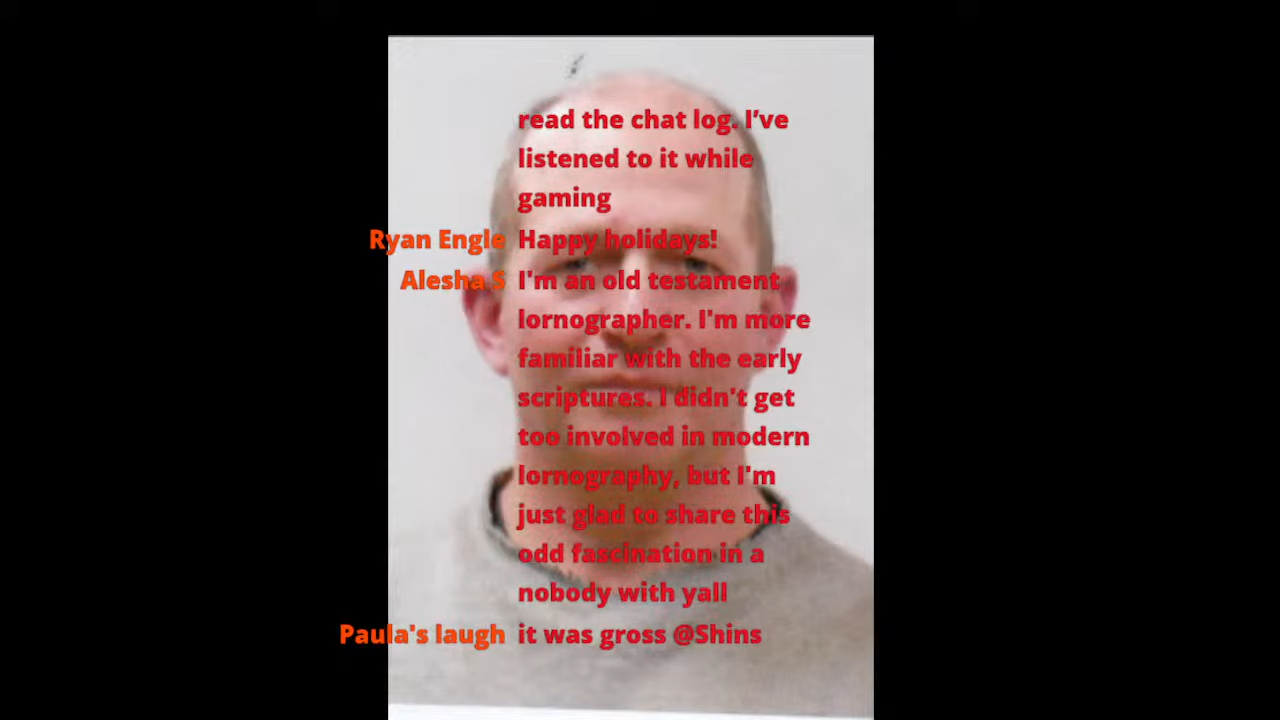 read the chat log. I’ve
listened to it while
gaming
Ryan Engle Happy holidays!
Alesha S I'm an old testament
lornographer. I'm more
familiar with the early
scriptures. I didn't get
too involved in modern
lornography, but I'm
just glad to share this
odd fascination in a
nobody with yall
Paula's laugh it was gross @Shins